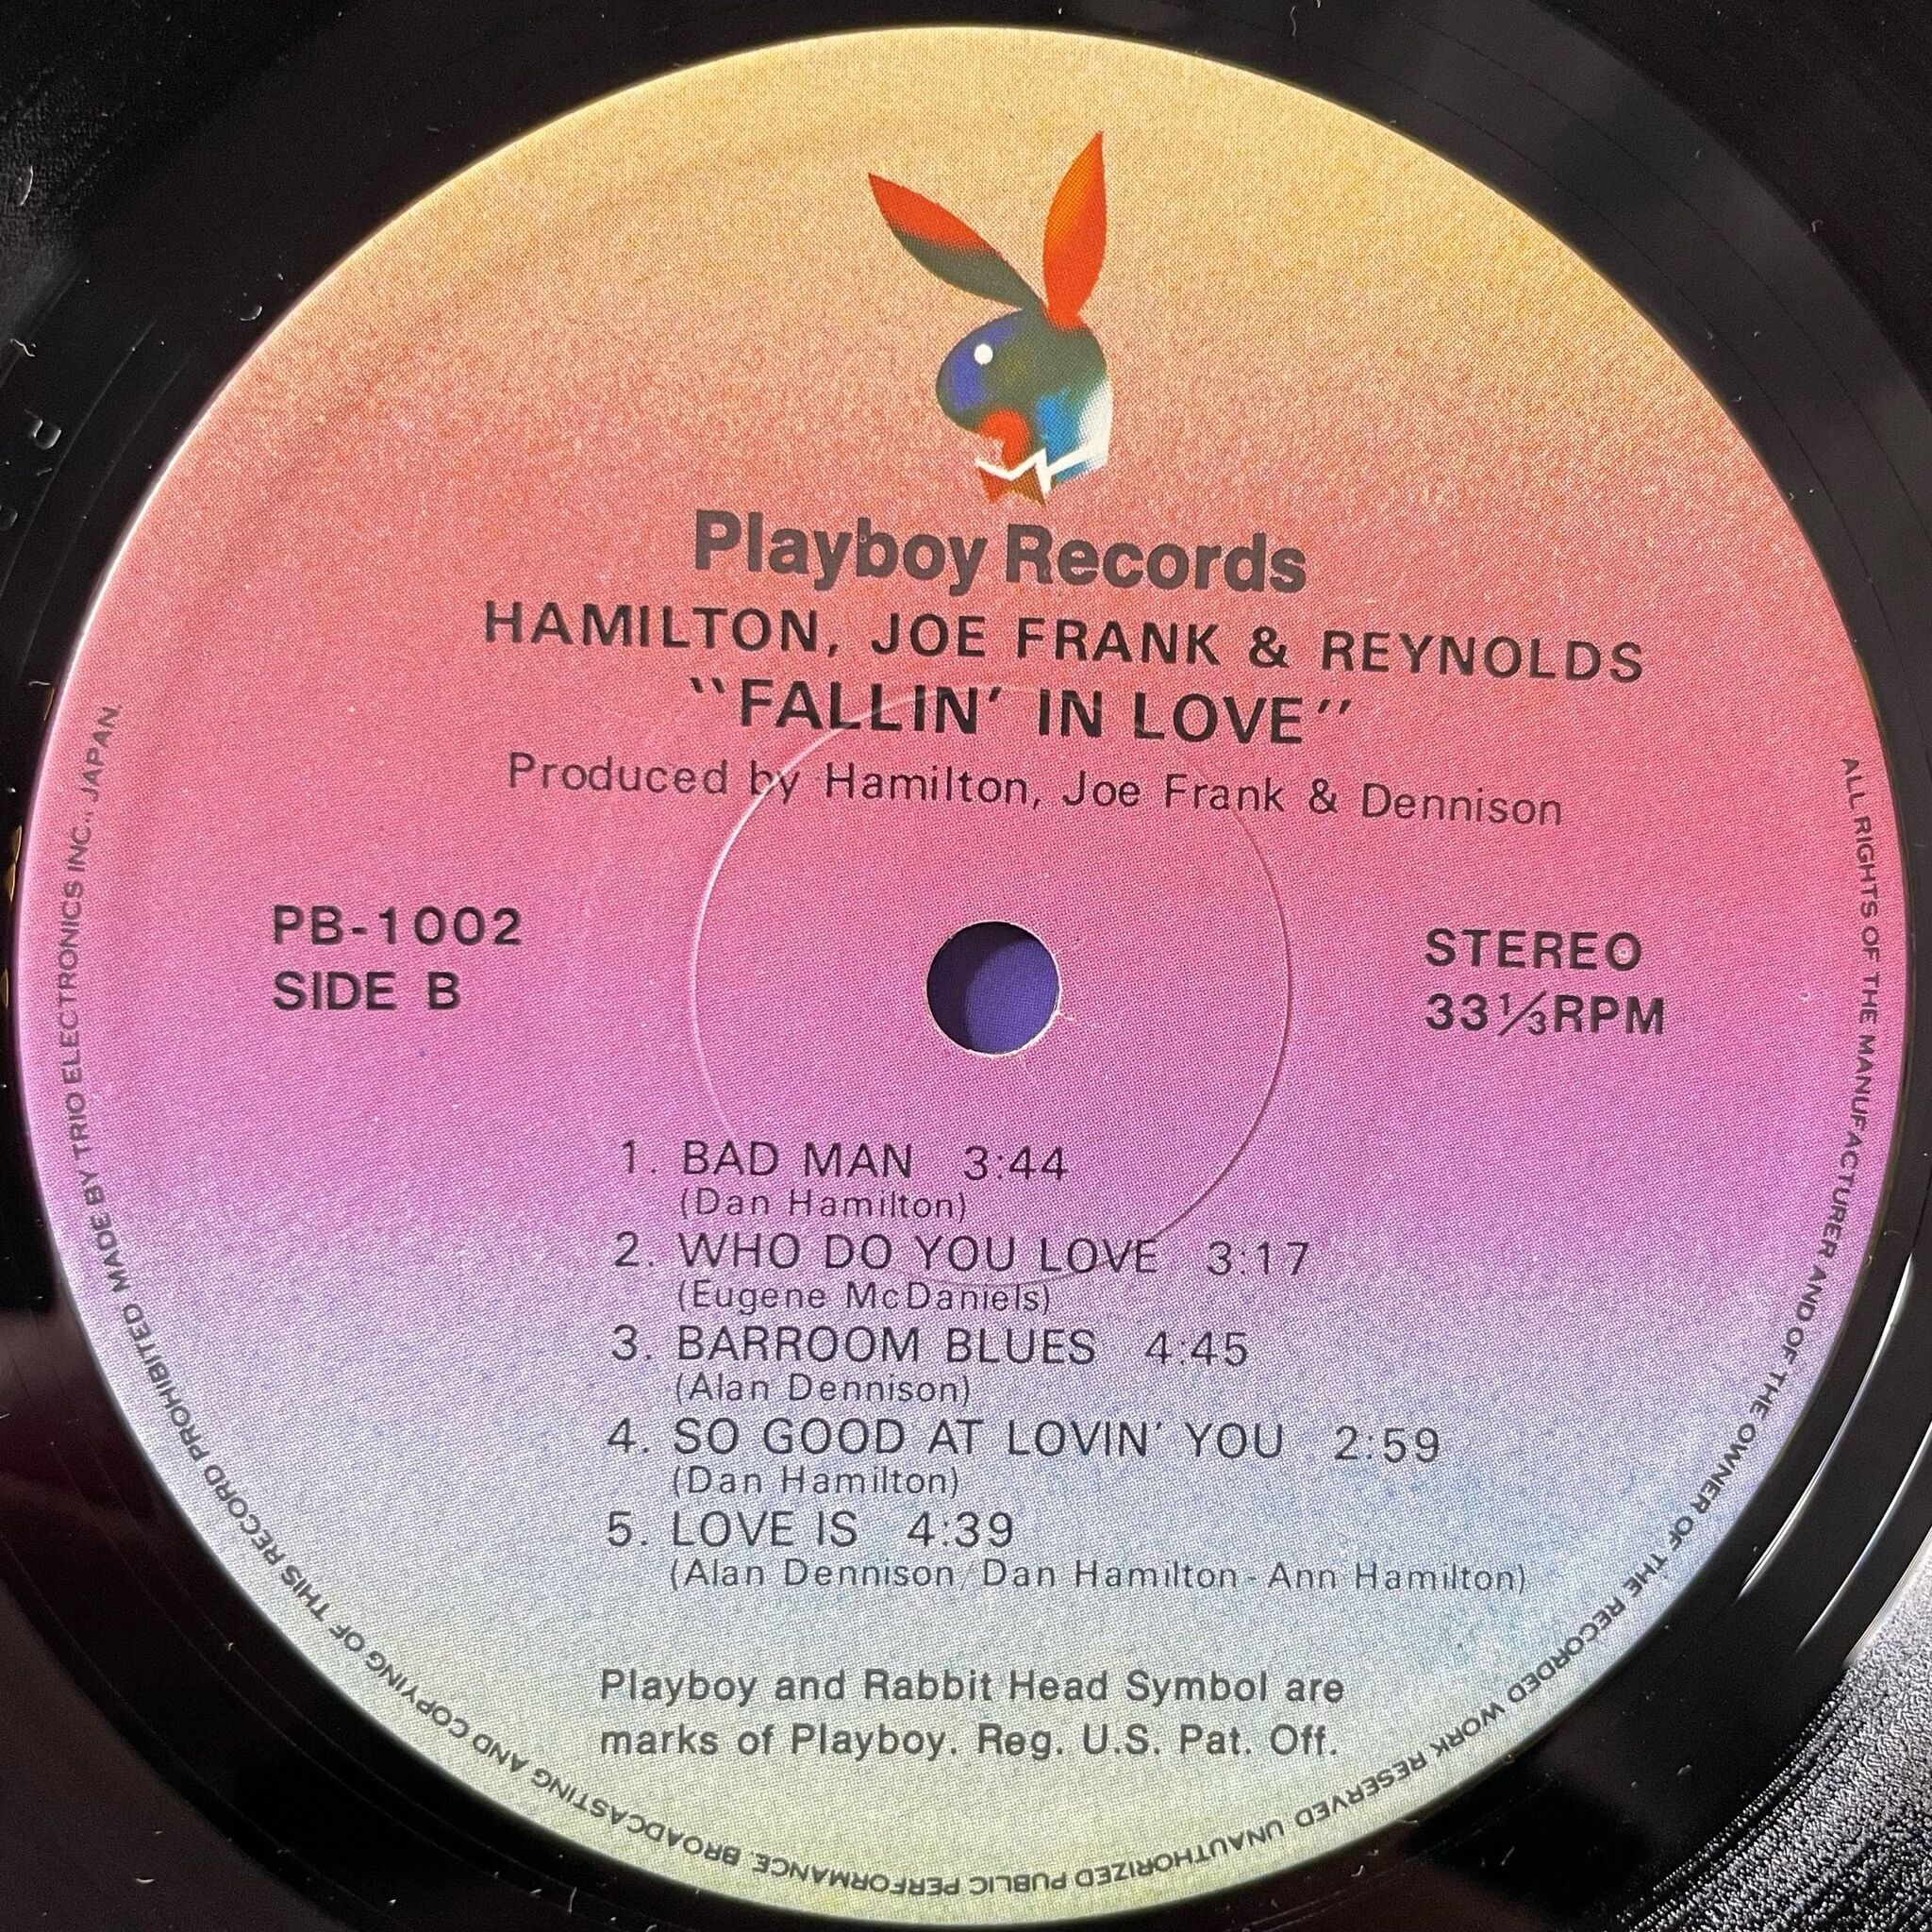 Playboy Records
HAMILTON, JOE FRANK & REYNOLDS
"FALLIN' IN LOVE"
Produced by Hamilton, Joe Frank & Dennison
PB-1002
SIDE B
STEREO
33⅓RPM
1. BAD MAN 3:44
(Dan Hamilton)
2. WHO DO YOU LOVE 3:17
(Eugene McDaniels)
3. BARROOM BLUES 4:45
(Alan Dennison)
4. SO GOOD AT LOVIN' YOU 2:59
(Dan Hamilton)
5. LOVE IS 4:39
(Alan Dennison/Dan Hamilton-Ann Hamilton)
Playboy and Rabbit Head Symbol are
marks of Playboy. Reg. U.S. Pat. Off.
ALL RIGHTS OF THE MANUFACTURER AND OF THE OWNER OF THE RECORDED WORK RESERVED. UNAUTHORIZED PUBLIC PERFORMANCE. BROADCASTING AND COPYING OF THIS RECORD PROHIBITED MADE BY TRIO ELECTRONICS INC., JAPAN.